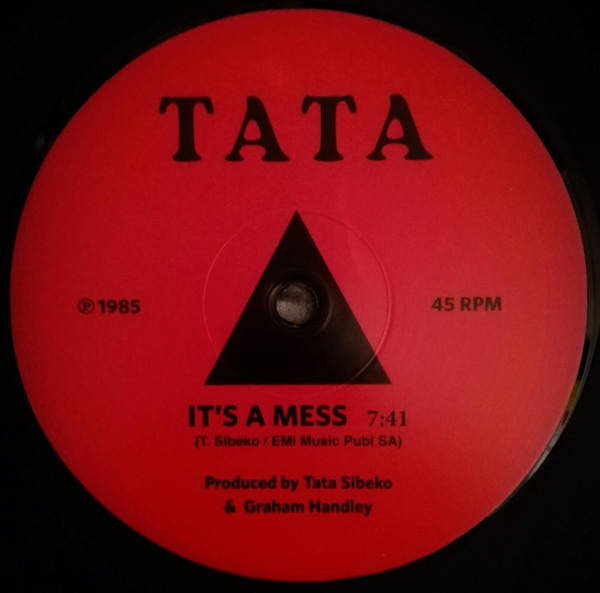 TATA
℗ 1985
45 RPM
IT'S A MESS 7:41
(T. Sibeko / EMI Music Publ SA)
Produced by Tata Sibeko
& Graham Handley